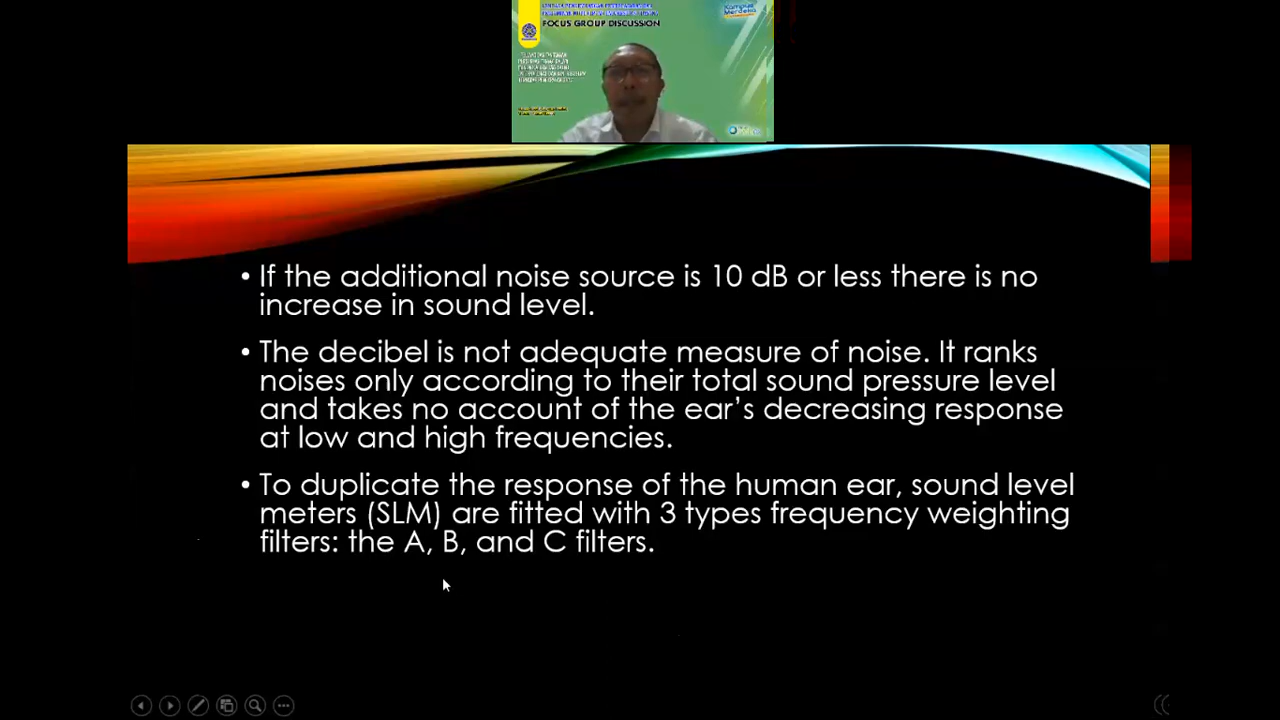 FOCUS GROUP DISCUSSION
Kampus
Merdeka
• If the additional noise source is 10 dB or less there is no
increase in sound level.
• The decibel is not adequate measure of noise. It ranks
noises only according to their total sound pressure level
and takes no account of the ear’s decreasing response
at low and high frequencies.
• To duplicate the response of the human ear, sound level
meters (SLM) are fitted with 3 types frequency weighting
filters: the A, B, and C filters.